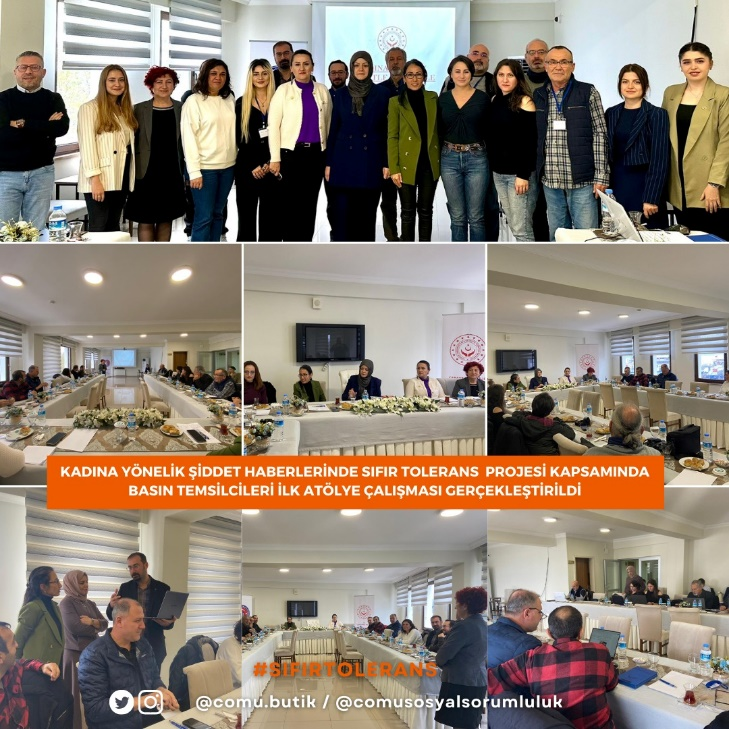 KADINA YÖNELİK ŞİDDET HABERLERİNDE SIFIR TOLERANS PROJESİ KAPSAMINDA
BASIN TEMSİLCİLERİ İLK ATÖLYE ÇALIŞMASI GERÇEKLEŞTİRİLDİ
#SIFIRTOLERANS
@comu.butik / @comusosyalsorumluluk